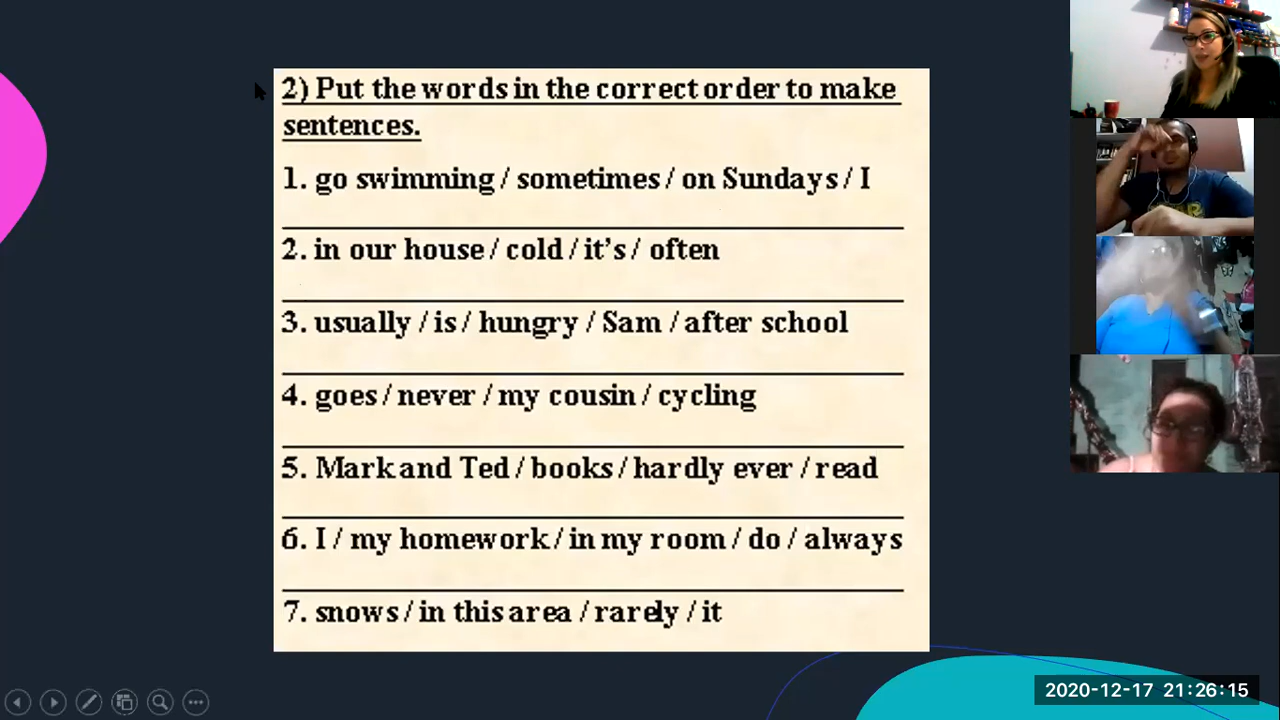 2) Put the words in the correct order to make
sentences.
1. go swimming / sometimes / on Sundays / I
2. in our house / cold / it's / often
3. usually / is / hungry / Sam / after school
4. goes / never / my cousin / cycling
5. Mark and Ted / books / hardly ever / read
6. I / my homework / in my room / do / always
7. snows / in this area / rarely / it
2020-12-17 21:26:15